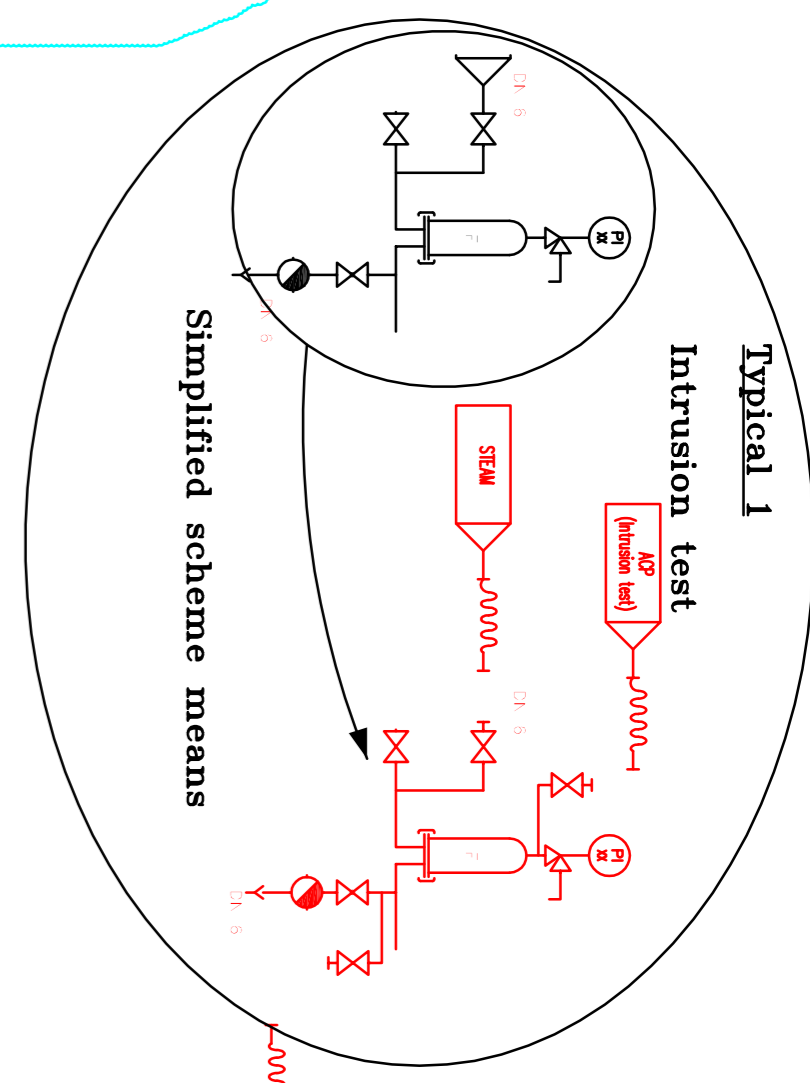 Typical 1
Intrusion test
PI
xx
DN 6
F
DN 6
Simplified scheme means
STEAM
ACP
(Intrusion test)
PI
xx
DN 6
F
DN 6